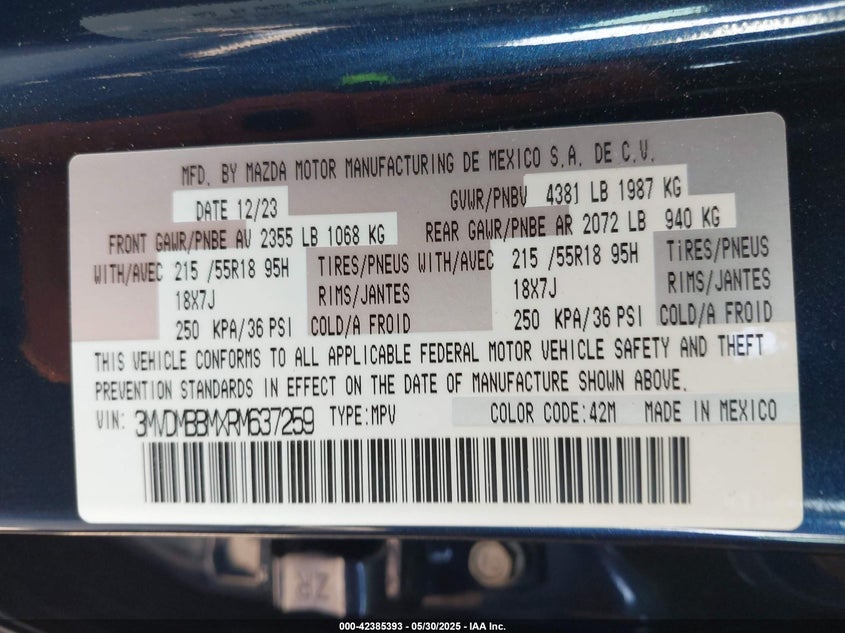 MFD. BY MAZDA MOTOR MANUFACTURING DE MEXICO S.A. DE C.V.
DATE 12/23 GVWR/PNBV 4381 LB 1987 KG
FRONT GAWR/PNBE AV 2355 LB 1068 KG REAR GAWR/PNBE AR 2072 LB 940 KG
WITH/AVEC 215 /55R18 95H TIRES/PNEUS WITH/AVEC 215 /55R18 95H TIRES/PNEUS
18X7J RIMS/JANTES 18X7J RIMS/JANTES
250 KPA/36 PSI COLD/A FROID 250 KPA/36 PSI COLD/A FROID
THIS VEHICLE CONFORMS TO ALL APPLICABLE FEDERAL MOTOR VEHICLE SAFETY AND THEFT
PREVENTION STANDARDS IN EFFECT ON THE DATE OF MANUFACTURE SHOWN ABOVE.
VIN: 3MVDMBBMXRM637259 TYPE:MPV COLOR CODE:42M MADE IN MEXICO
ZR
000-42385393 - 05/30/2025 - IAA Inc.